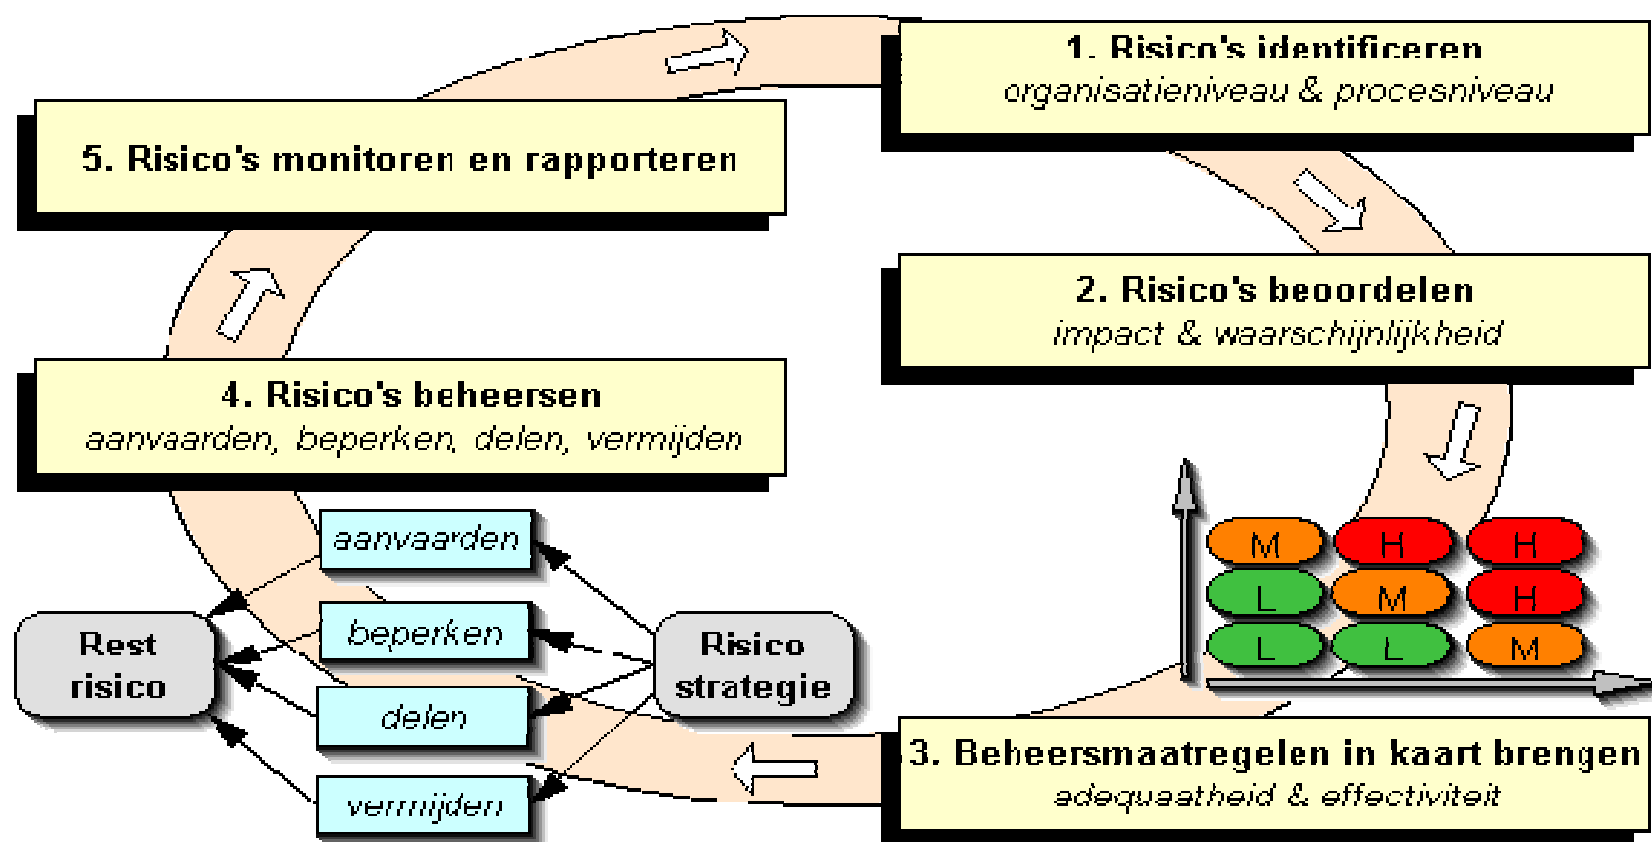 1. Risico's identificeren
organisatieniveau & procesniveau
5. Risico's monitoren en rapporteren
2. Risico's beoordelen
impact & waarschijnlijkheid
4. Risico's beheersen
aanvaarden, beperken, delen, vermijden
aanvaarden
beperken
delen
vermijden
Rest
risico
Risico
strategie
M H H
L M H
L L M
3. Beheersmaatregelen in kaart brengen
adequaatheid & effectiviteit